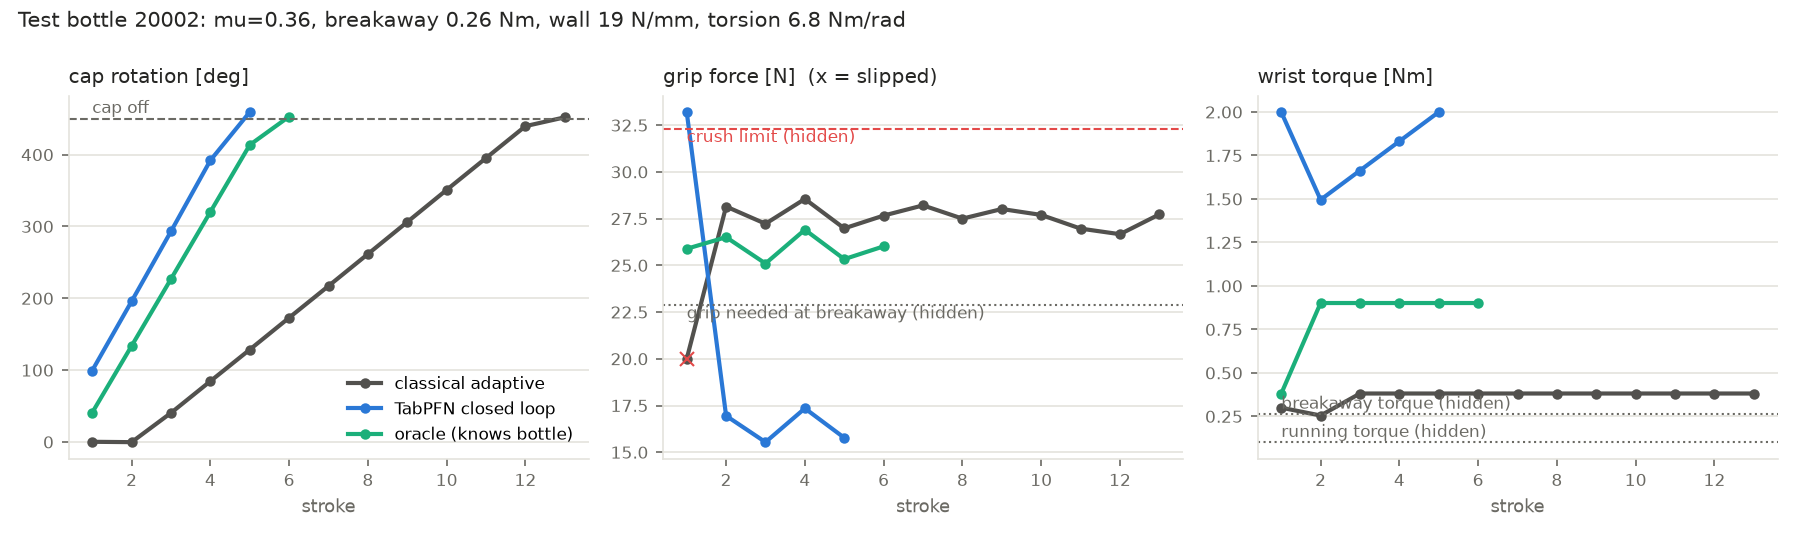 Test bottle 20002: mu=0.36, breakaway 0.26 Nm, wall 19 N/mm, torsion 6.8 Nm/rad
cap rotation [deg]
cap off
400
300
200
100
0
classical adaptive
TabPFN closed loop
oracle (knows bottle)
2 4 6 8 10 12
stroke
grip force [N] (x = slipped)
32.5
crush limit (hidden)
30.0
27.5
25.0
22.5
grip needed at breakaway (hidden)
20.0
17.5
15.0
2 4 6 8 10 12
stroke
wrist torque [Nm]
2.00
1.75
1.50
1.25
1.00
0.75
0.50
breakaway torque (hidden)
0.25
running torque (hidden)
2 4 6 8 10 12
stroke